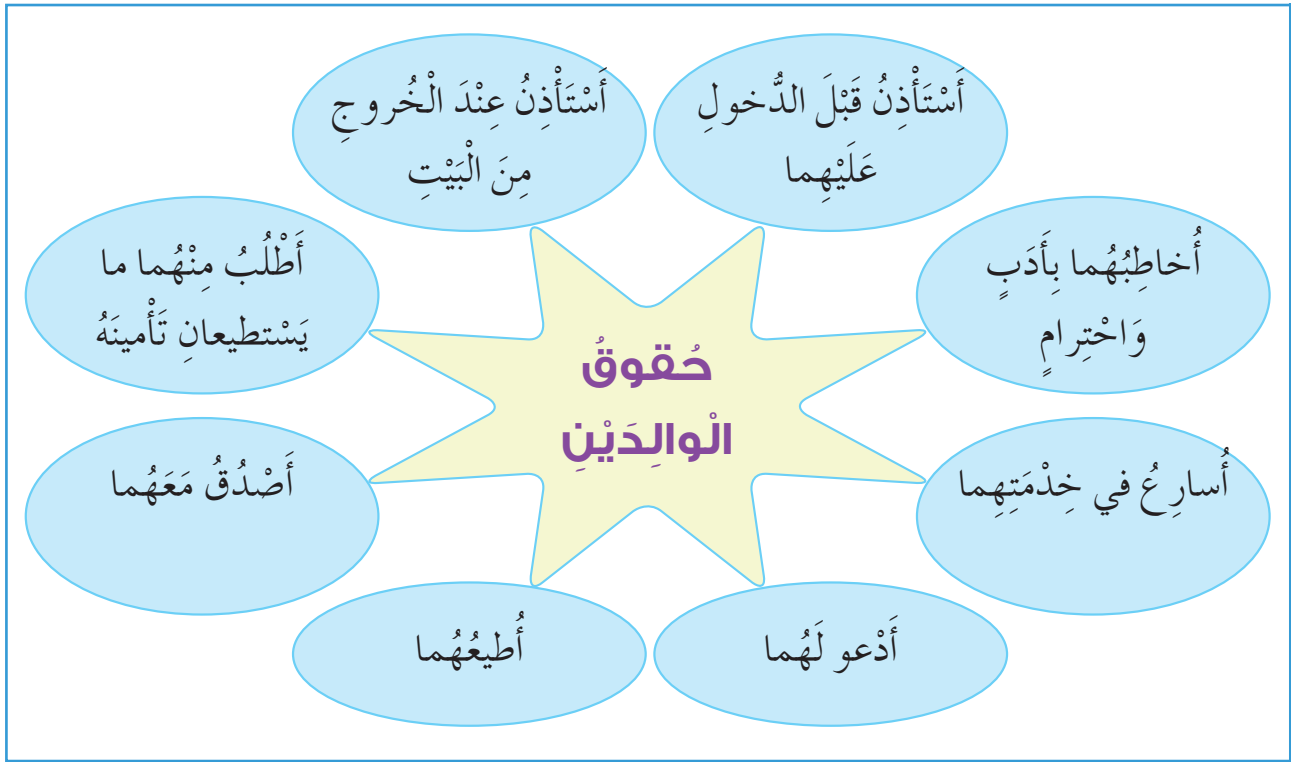 حُقوقُ
الْوالِدَيْنِ
أَسْتَأْذِنُ قَبْلَ الدُّخولِ
عَلَيْهِما
أُخاطِبُهُما بِأَدَبٍ
وَاحْتِرامٍ
أُسارِعُ في خِدْمَتِهِما
أَدْعو لَهُما
أُطيعُهُما
أَصْدُقُ مَعَهُما
أَطْلُبُ مِنْهُما ما
يَسْتطيعانِ تَأْمينَهُ
أَسْتَأْذِنُ عِنْدَ الْخُروجِ
مِنَ الْبَيْتِ